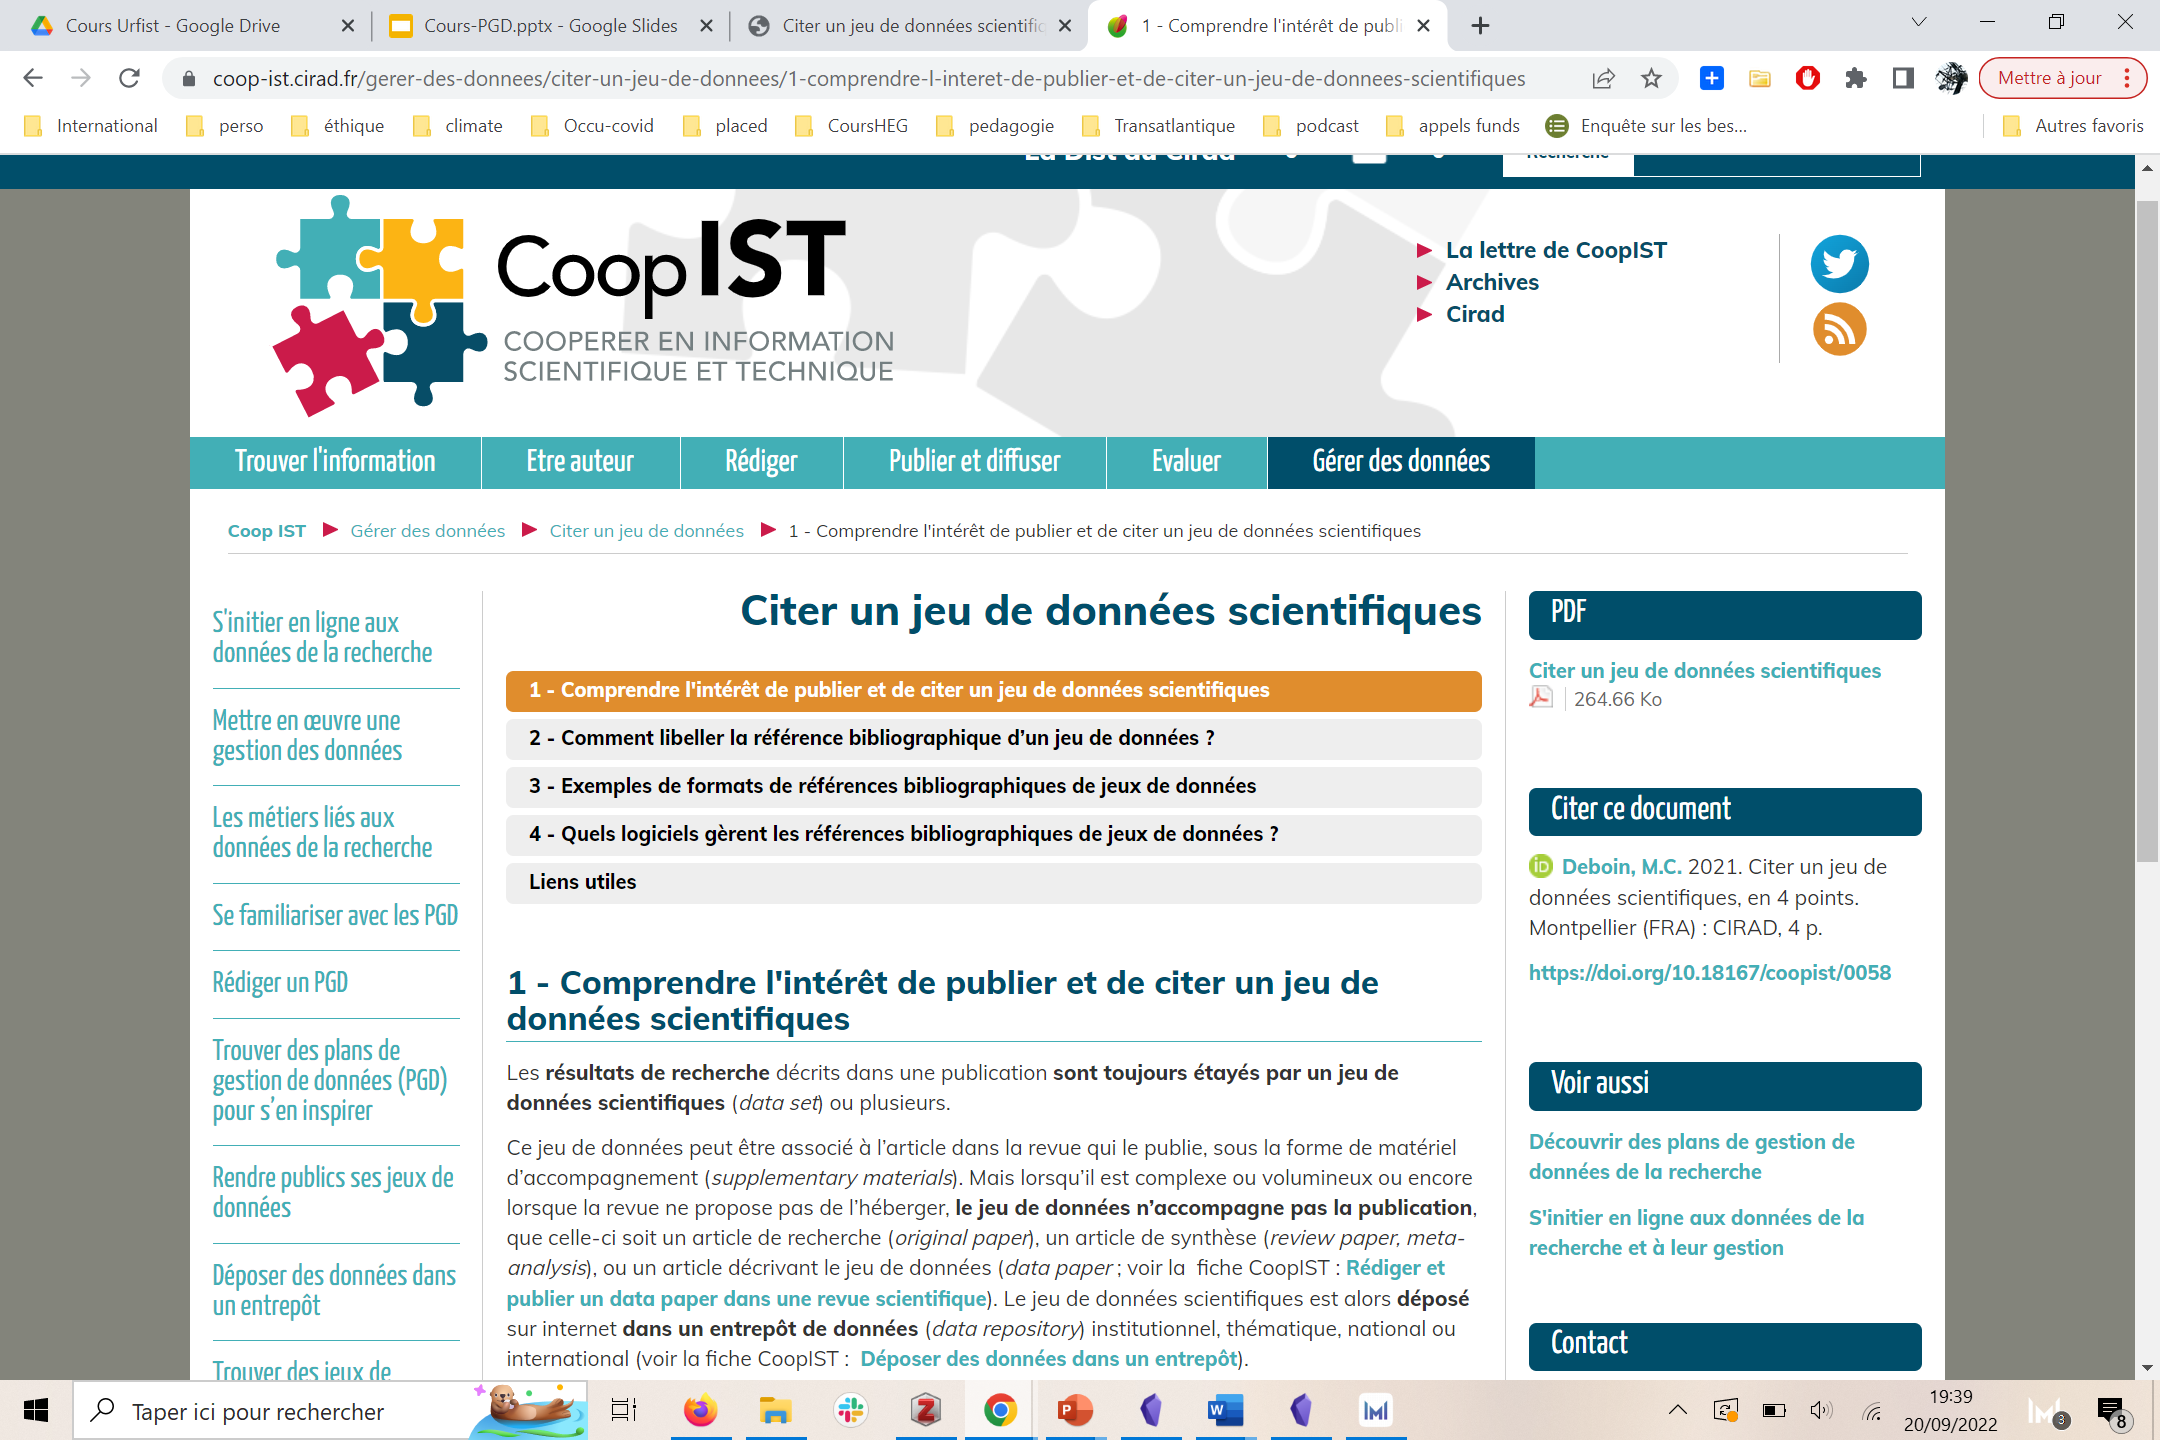 Cours Urfist - Google Drive
Cours-PGD.pptx - Google Slides
Citer un jeu de données scientifiq
1 - Comprendre l'intérêt de publi
coop-ist.cirad.fr/gerer-des-donnees/citer-un-jeu-de-donnees/1-comprendre-l-interet-de-publier-et-de-citer-un-jeu-de-donnees-scientifiques
Mettre à jour
International
perso
éthique
climate
Occu-covid
placed
CoursHEG
pedagogie
Transatlantique
podcast
appels funds
Enquête sur les bes...
Autres favoris
La Dist du Cirad
Recherche
Coop IST
COOPERER EN INFORMATION
SCIENTIFIQUE ET TECHNIQUE
La lettre de CoopIST
Archives
Cirad
Trouver l'information
Etre auteur
Rédiger
Publier et diffuser
Evaluer
Gérer des données
Coop IST
Gérer des données
Citer un jeu de données
1 - Comprendre l'intérêt de publier et de citer un jeu de données scientifiques
S'initier en ligne aux
données de la recherche
Mettre en œuvre une
gestion des données
Les métiers liés aux
données de la recherche
Se familiariser avec les PGD
Rédiger un PGD
Trouver des plans de
gestion de données (PGD)
pour s’en inspirer
Rendre publics ses jeux de
données
Déposer des données dans
un entrepôt
Trouver des jeux de
Citer un jeu de données scientifiques
1 - Comprendre l'intérêt de publier et de citer un jeu de données scientifiques
2 - Comment libeller la référence bibliographique d’un jeu de données ?
3 - Exemples de formats de références bibliographiques de jeux de données
4 - Quels logiciels gèrent les références bibliographiques de jeux de données ?
Liens utiles
1 - Comprendre l'intérêt de publier et de citer un jeu de
données scientifiques
Les résultats de recherche décrits dans une publication sont toujours étayés par un jeu de
données scientifiques (data set) ou plusieurs.
Ce jeu de données peut être associé à l’article dans la revue qui le publie, sous la forme de matériel
d’accompagnement (supplementary materials). Mais lorsqu’il est complexe ou volumineux ou encore
lorsque la revue ne propose pas de l’héberger, le jeu de données n’accompagne pas la publication,
que celle-ci soit un article de recherche (original paper), un article de synthèse (review paper, meta-
analysis), ou un article décrivant le jeu de données (data paper ; voir la fiche CoopIST : Rédiger et
publier un data paper dans une revue scientifique). Le jeu de données scientifiques est alors déposé
sur internet dans un entrepôt de données (data repository) institutionnel, thématique, national ou
international (voir la fiche CoopIST : Déposer des données dans un entrepôt).
PDF
Citer un jeu de données scientifiques
264.66 Ko
Citer ce document
iD Deboin, M.C. 2021. Citer un jeu de
données scientifiques, en 4 points.
Montpellier (FRA) : CIRAD, 4 p.
https://doi.org/10.18167/coopist/0058
Voir aussi
Découvrir des plans de gestion de
données de la recherche
S'initier en ligne aux données de la
recherche et à leur gestion
Contact
Taper ici pour rechercher
19:39
20/09/2022
3
8